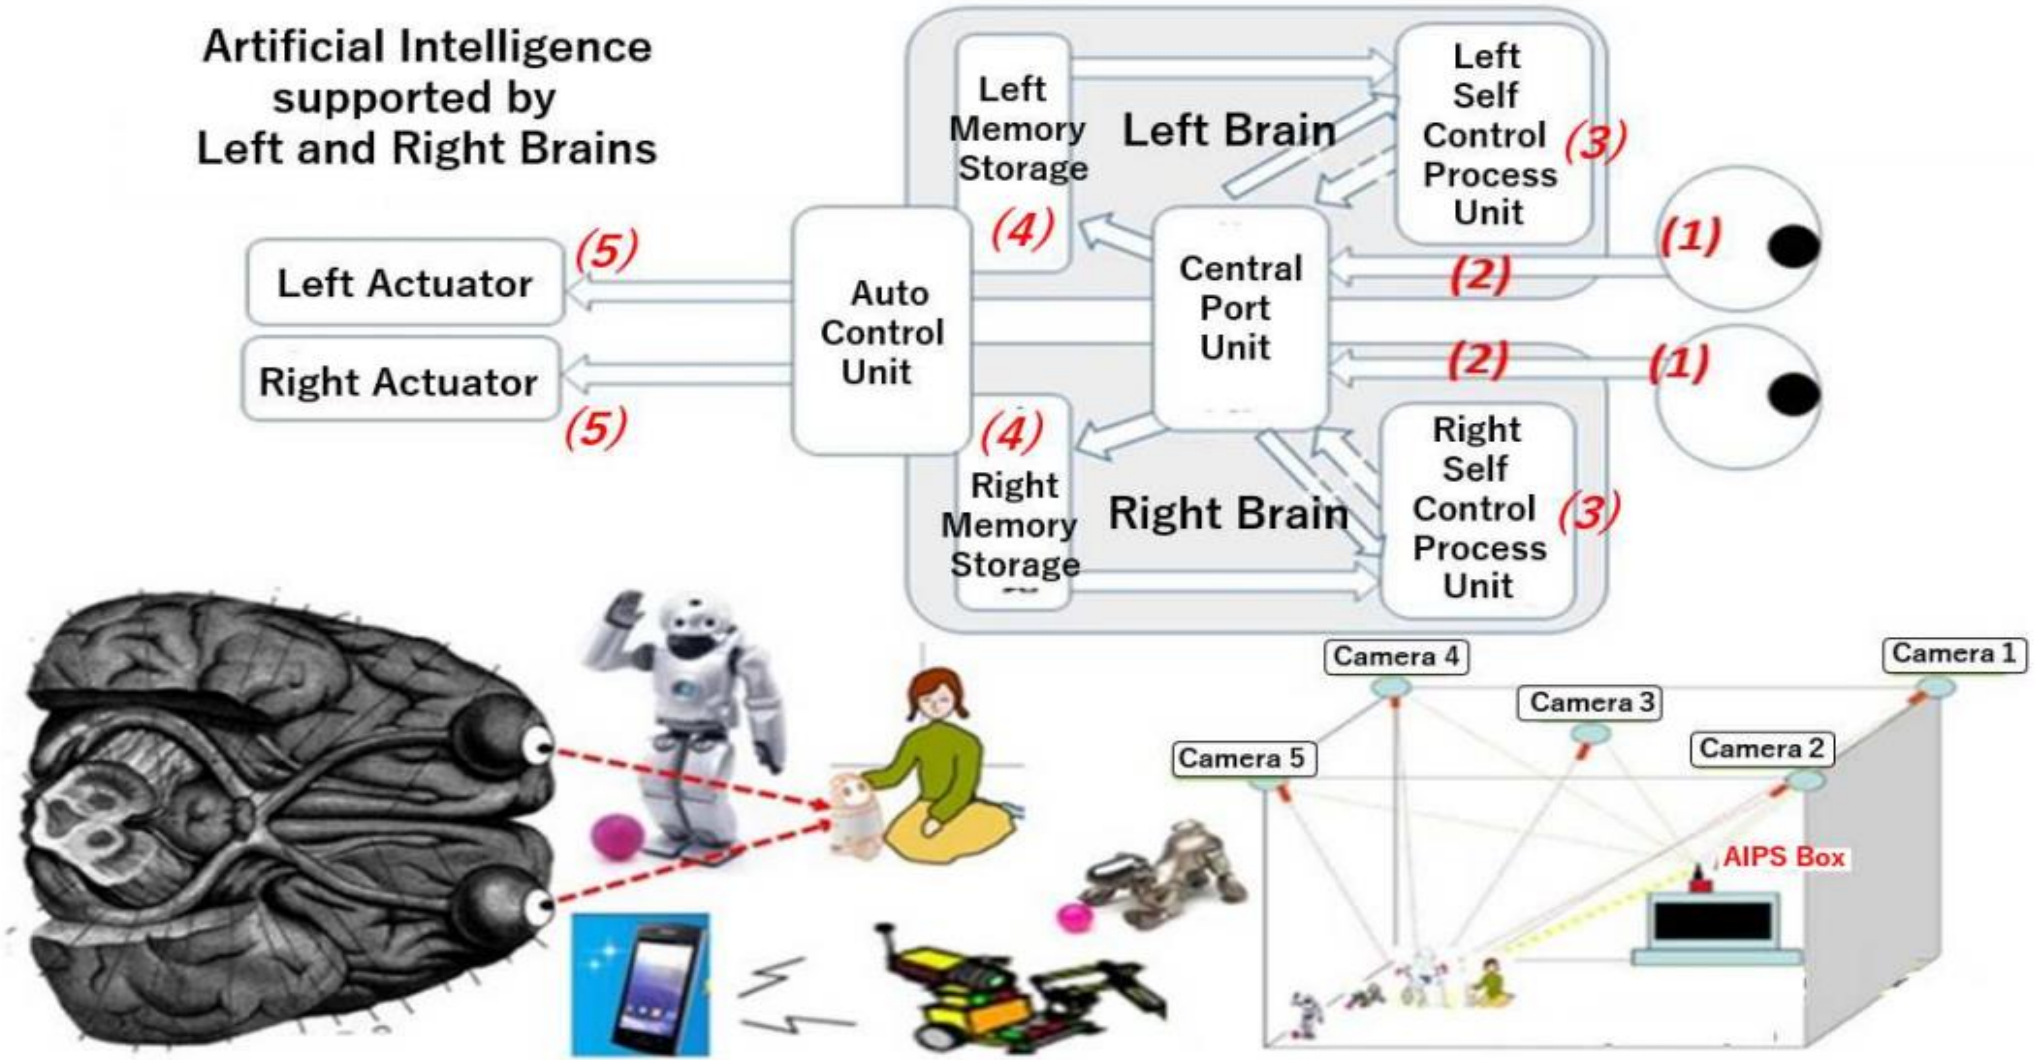 Artificial Intelligence
supported by
Left and Right Brains
Left
Memory
Storage
(4)
Left Brain
Left
Self
Control
Process
Unit
(3)
(1)
(2)
Left Actuator
(5)
Auto
Control
Unit
Central
Port
Unit
(2)
(1)
Right Actuator
(5)
(4)
Right
Memory
Storage
Right Brain
Right
Self
Control
Process
Unit
(3)
Camera 4
Camera 1
Camera 3
Camera 2
Camera 5
AIPS Box